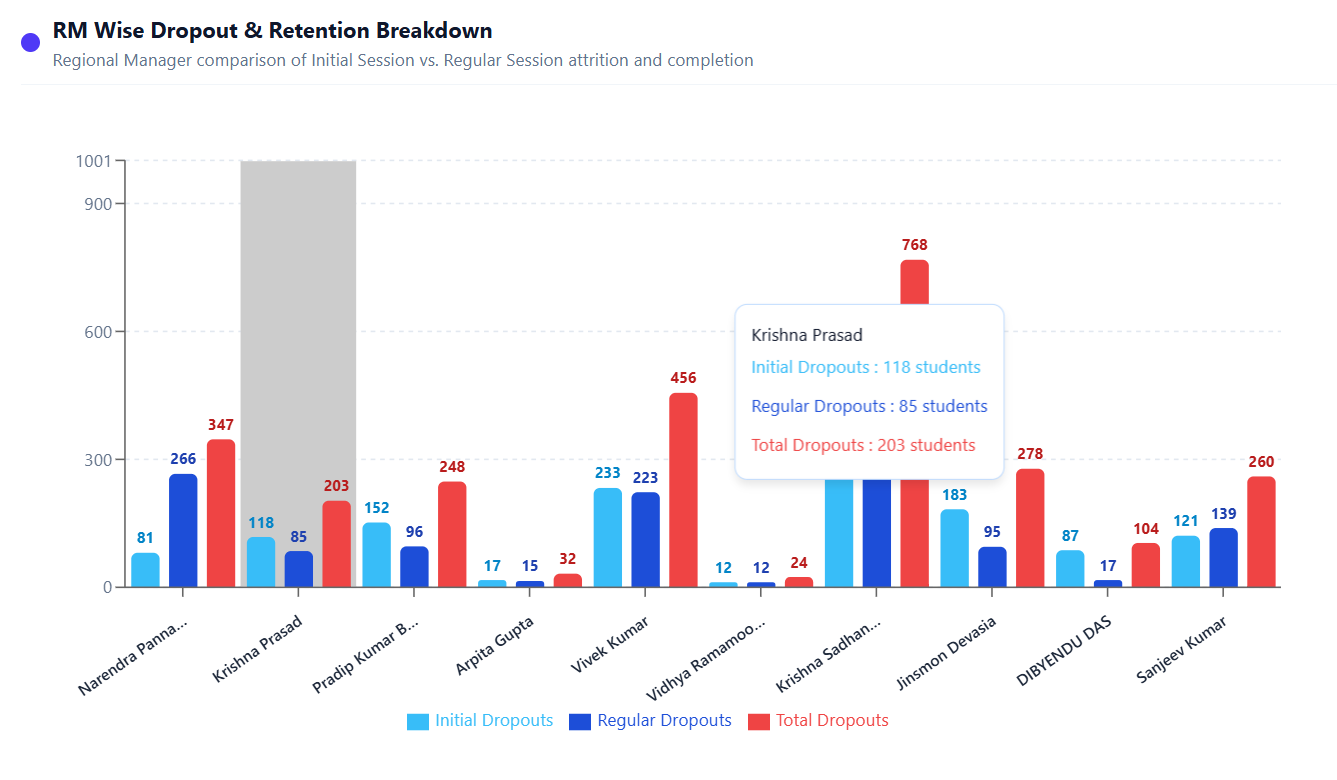 RM Wise Dropout & Retention Breakdown
Regional Manager comparison of Initial Session vs. Regular Session attrition and completion
1001
900
600
300
0
81
266
347
118
85
203
152
96
248
17
15
32
233
223
456
12
12
24
768
183
95
278
87
17
104
121
139
260
Krishna Prasad
Initial Dropouts : 118 students
Regular Dropouts : 85 students
Total Dropouts : 203 students
Narendra Panna...
Krishna Prasad
Pradip Kumar B...
Arpita Gupta
Vivek Kumar
Vidhya Ramamoo...
Krishna Sadhan...
Jinsmon Devasia
DIBYENDU DAS
Sanjeev Kumar
Initial Dropouts
Regular Dropouts
Total Dropouts